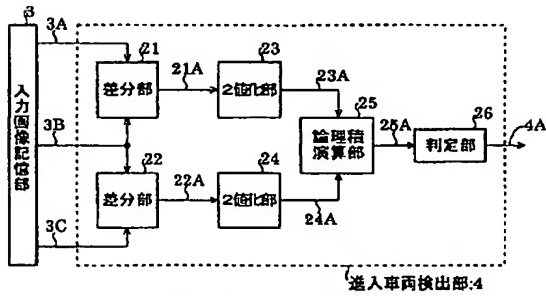 3
3A
21
21A
23
23A
差分部
2値化部
入力画像記信部
3B
25
25A
26
4A
論理積
演算部
判定部
22
22A
24
24A
差分部
2値化部
3C
進入車両検出部:4